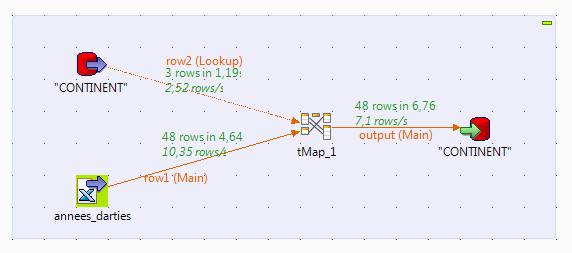 row2 (Lookup)
3 rows in 1,19s
2,52 rows/s
"CONTINENT"
48 rows in 6,76
7,1 rows/s
output (Main)
48 rows in 4,64
10,35 rows/s
tMap_1
"CONTINENT"
row1 (Main)
annees_darties